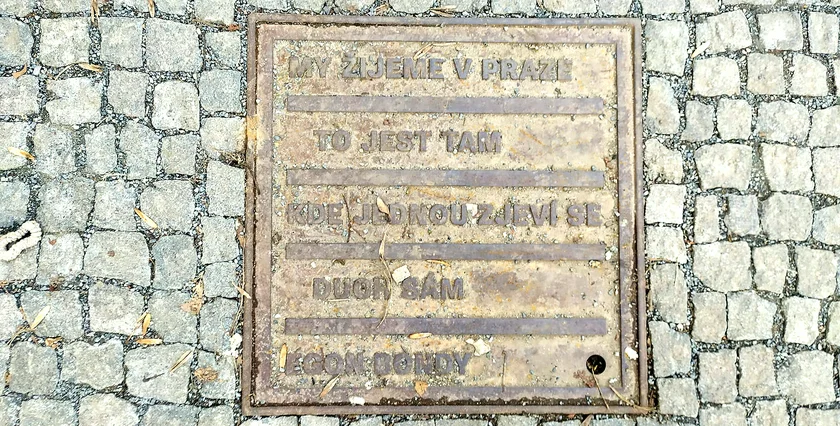 MY ŽIJEME V PRAZE
TO JEST TAM
KDE JEDNOU ZJEVÍ SE
DUCH SÁM
EGON BONDY